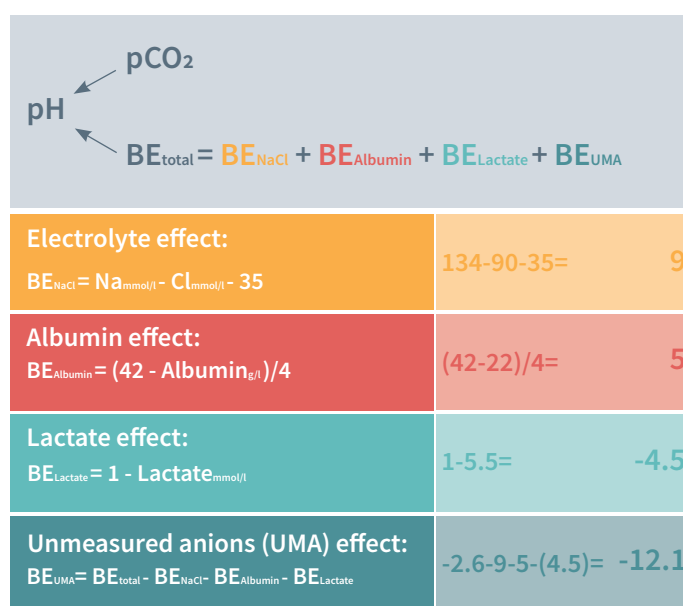 pCO₂
pH
BEtotal = BENaCl + BEAlbumin + BELactate + BEUMA
Electrolyte effect:
BENaCl = Nammol/l - Clmmol/l - 35
134-90-35= 9
Albumin effect:
BEAlbumin = (42 - Albuming/l)/4
(42-22)/4= 5
Lactate effect:
BELactate = 1 - Lactatemmol/l
1-5.5= -4.5
Unmeasured anions (UMA) effect:
BEUMA= BEtotal - BENaCl- BEAlbumin - BELactate
-2.6-9-5-(4.5)= -12.1